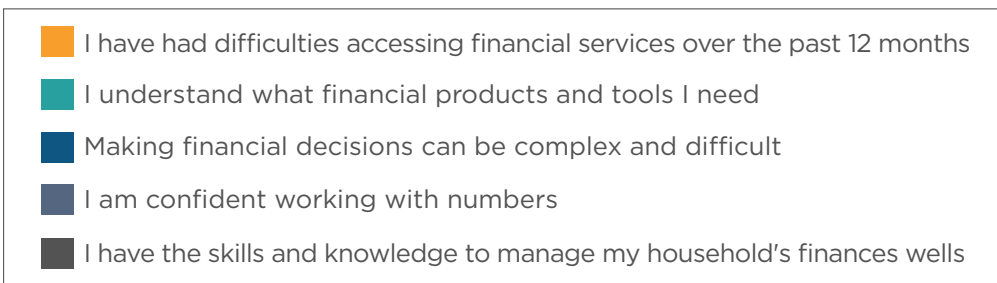 I have had difficulties accessing financial services over the past 12 months
I understand what financial products and tools I need
Making financial decisions can be complex and difficult
I am confident working with numbers
I have the skills and knowledge to manage my household's finances wells